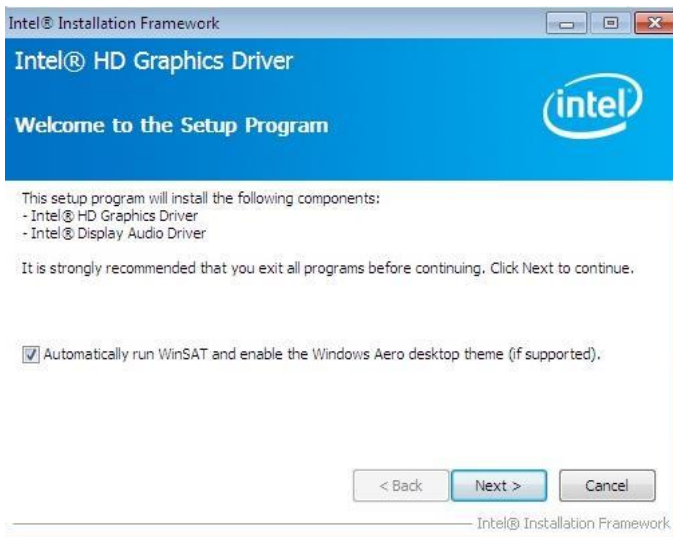 Intel® Installation Framework
Intel® HD Graphics Driver
intel
Welcome to the Setup Program
This setup program will install the following components:
- Intel® HD Graphics Driver
- Intel® Display Audio Driver
It is strongly recommended that you exit all programs before continuing. Click Next to continue.
Automatically run WinSAT and enable the Windows Aero desktop theme (if supported).
< Back Next > Cancel
Intel® Installation Framework